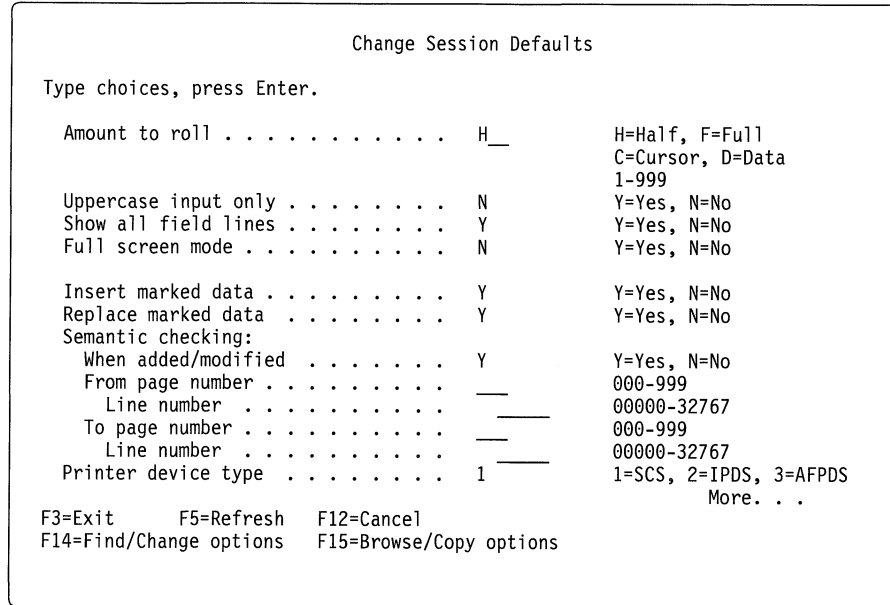 Change Session Defaults
Type choices, press Enter.
Amount to roll . . . . . . . . . . . H__ H=Half, F=Full
C=Cursor, D=Data
1-999
Uppercase input only . . . . . . . . N Y=Yes, N=No
Show all field lines . . . . . . . . Y Y=Yes, N=No
Full screen mode . . . . . . . . . . N Y=Yes, N=No
Insert marked data . . . . . . . . . Y Y=Yes, N=No
Replace marked data . . . . . . . . Y Y=Yes, N=No
Semantic checking:
When added/modified . . . . . . . Y Y=Yes, N=No
From page number . . . . . . . . . ___ 000-999
Line number . . . . . . . . . . _____ 00000-32767
To page number . . . . . . . . . . ___ 000-999
Line number . . . . . . . . . . _____ 00000-32767
Printer device type . . . . . . . . 1 1=SCS, 2=IPDS, 3=AFPDS
More. . .
F3=Exit F5=Refresh F12=Cancel
F14=Find/Change options F15=Browse/Copy options